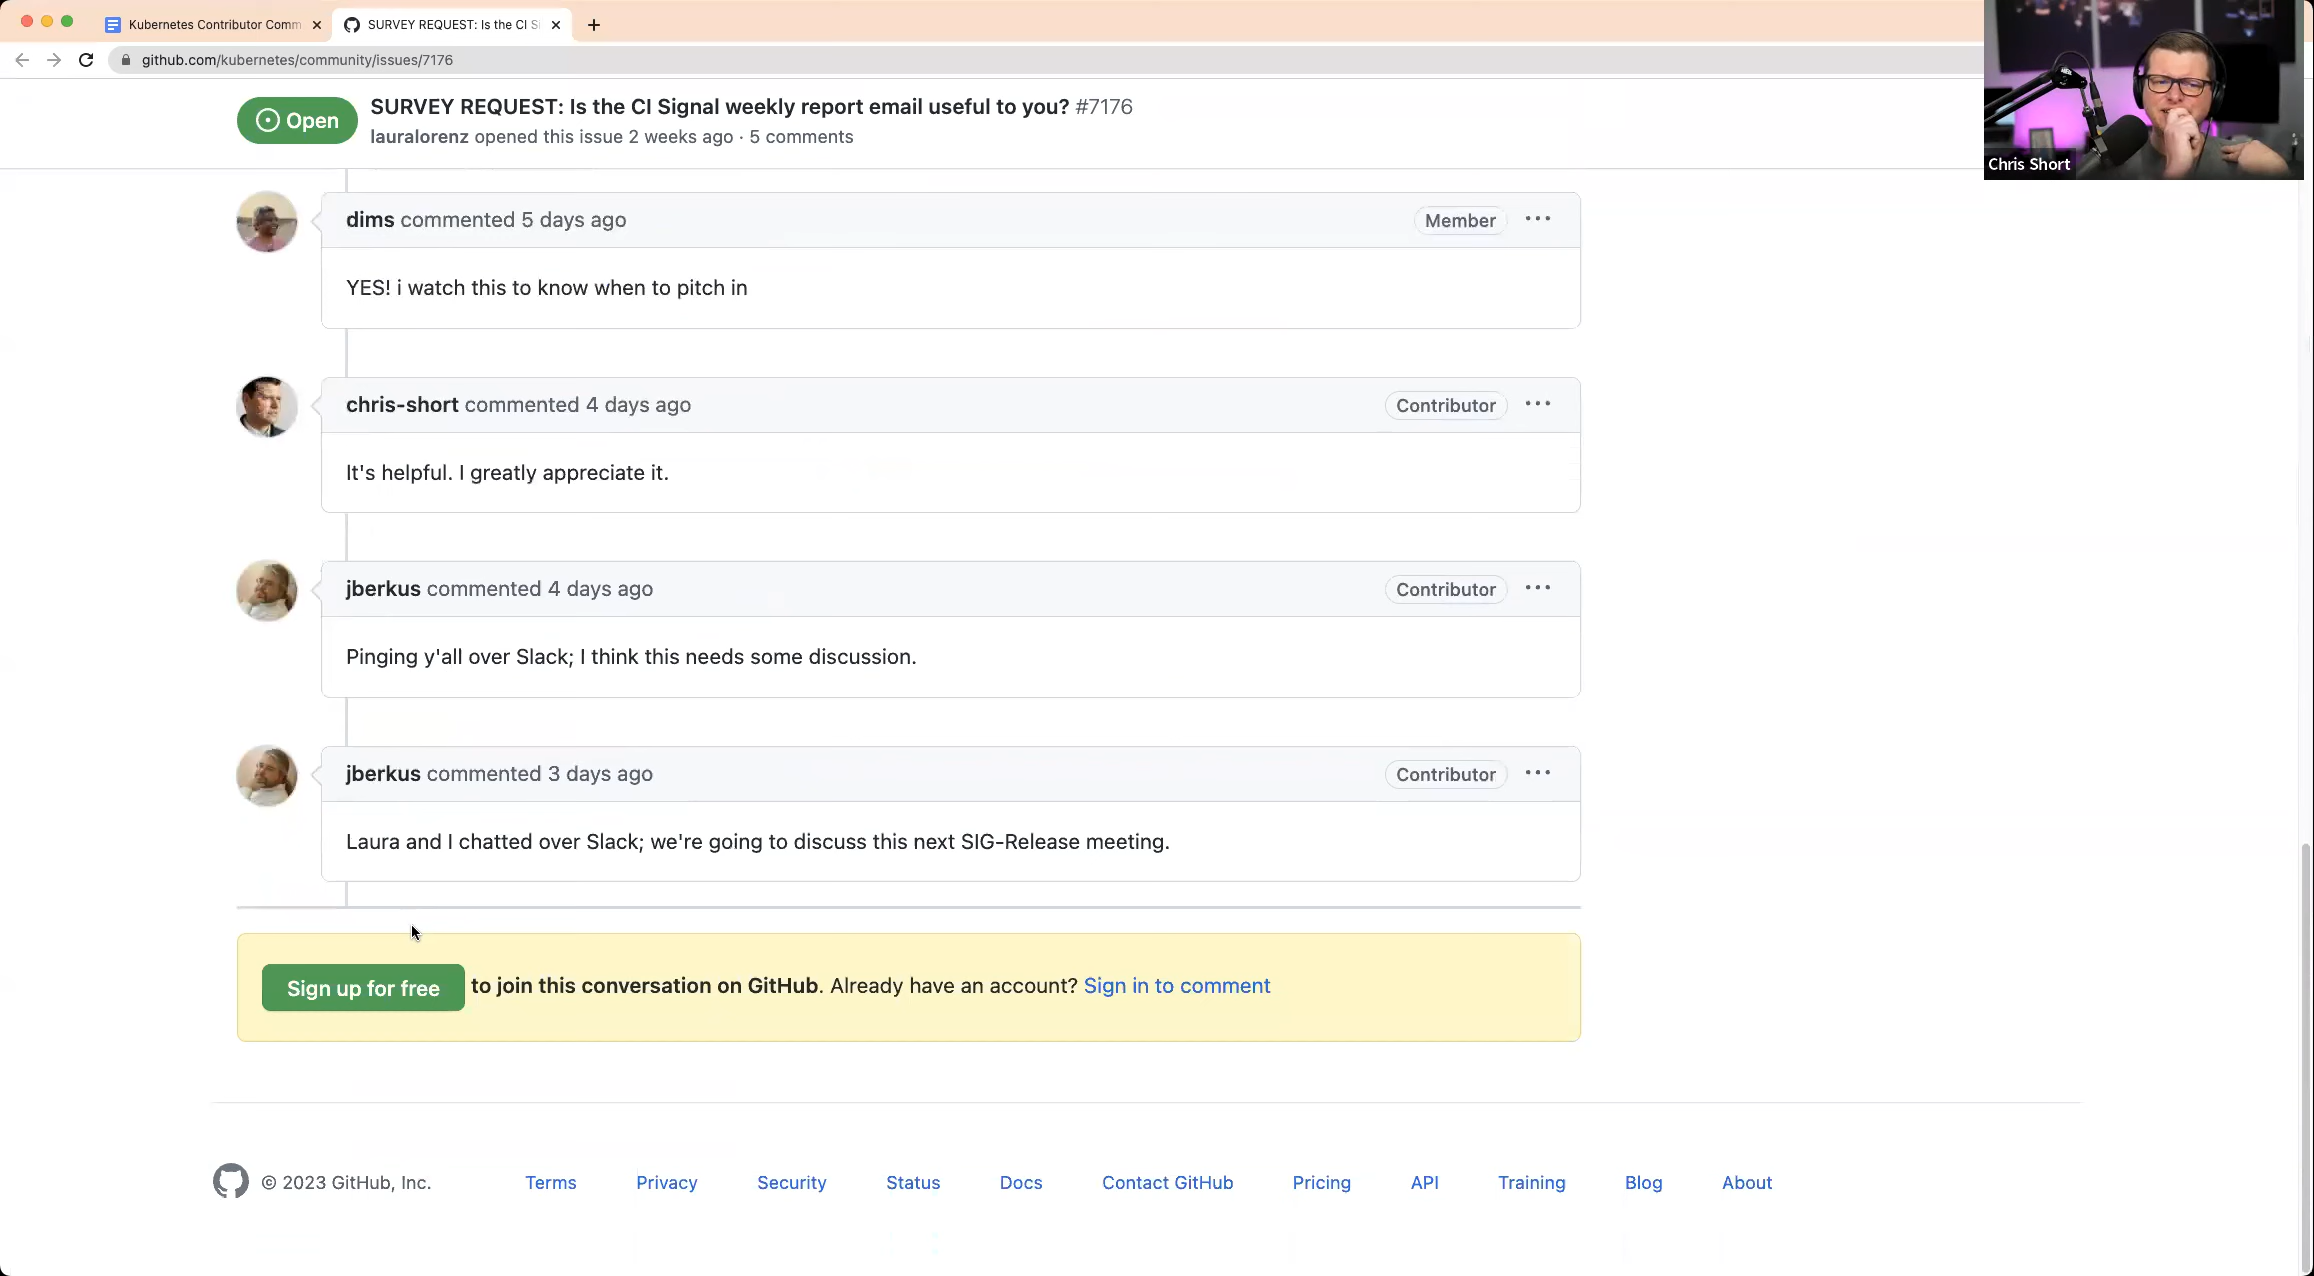 Kubernetes Contributor Comm
SURVEY REQUEST: Is the CI S
github.com/kubernetes/community/issues/7176
Chris Short
Open
SURVEY REQUEST: Is the CI Signal weekly report email useful to you? #7176
lauralorenz opened this issue 2 weeks ago · 5 comments
dims commented 5 days ago
Member
YES! i watch this to know when to pitch in
chris-short commented 4 days ago
Contributor
It's helpful. I greatly appreciate it.
jberkus commented 4 days ago
Contributor
Pinging y'all over Slack; I think this needs some discussion.
jberkus commented 3 days ago
Contributor
Laura and I chatted over Slack; we're going to discuss this next SIG-Release meeting.
Sign up for free to join this conversation on GitHub. Already have an account? Sign in to comment
© 2023 GitHub, Inc. Terms Privacy Security Status Docs Contact GitHub Pricing API Training Blog About